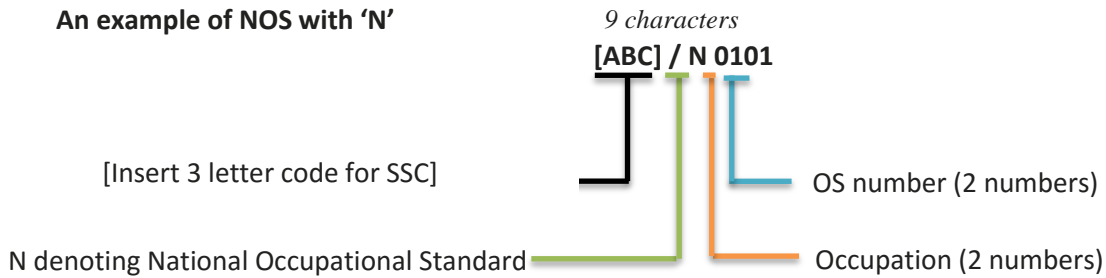 An example of NOS with ‘N’
9 characters
[ABC] / N 0101
[Insert 3 letter code for SSC]
OS number (2 numbers)
N denoting National Occupational Standard
Occupation (2 numbers)